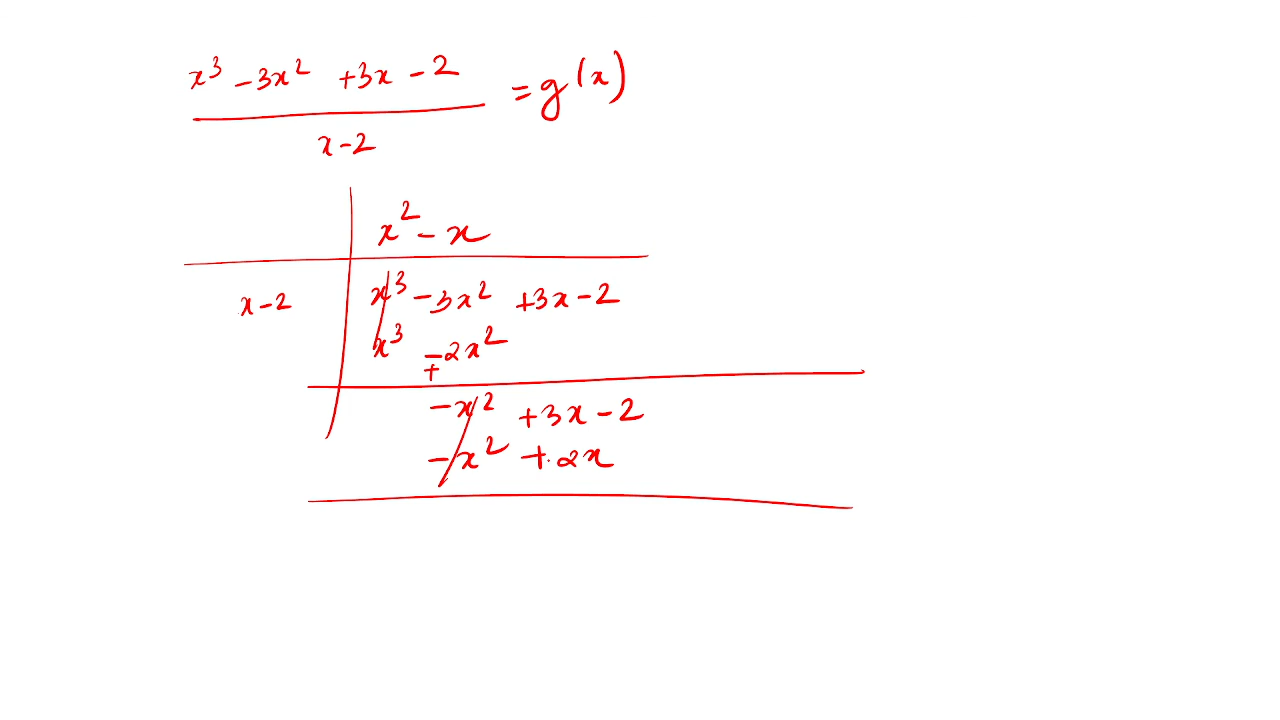 x³ - 3x² + 3x - 2
= g(x)
x - 2
x² - x
x - 2
x³ - 3x² + 3x - 2
x³ - 2x²
+
- x² + 3x - 2
- x² + 2x